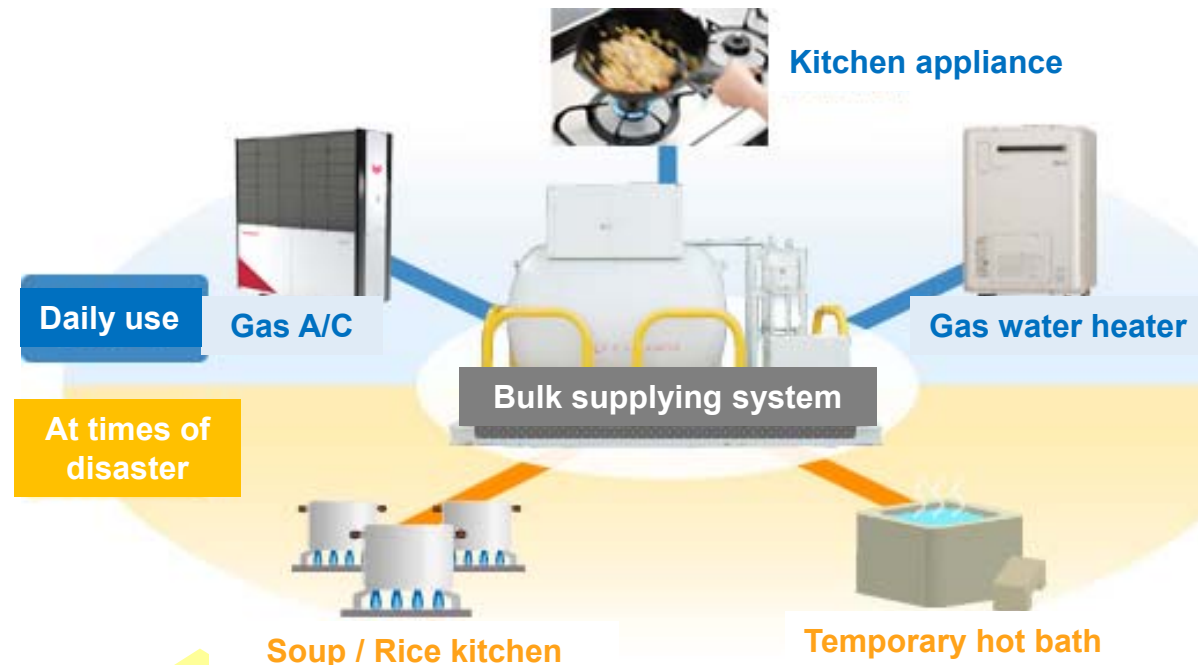 Kitchen appliance
Daily use
Gas A/C
Gas water heater
Bulk supplying system
At times of
disaster
Soup / Rice kitchen
Temporary hot bath